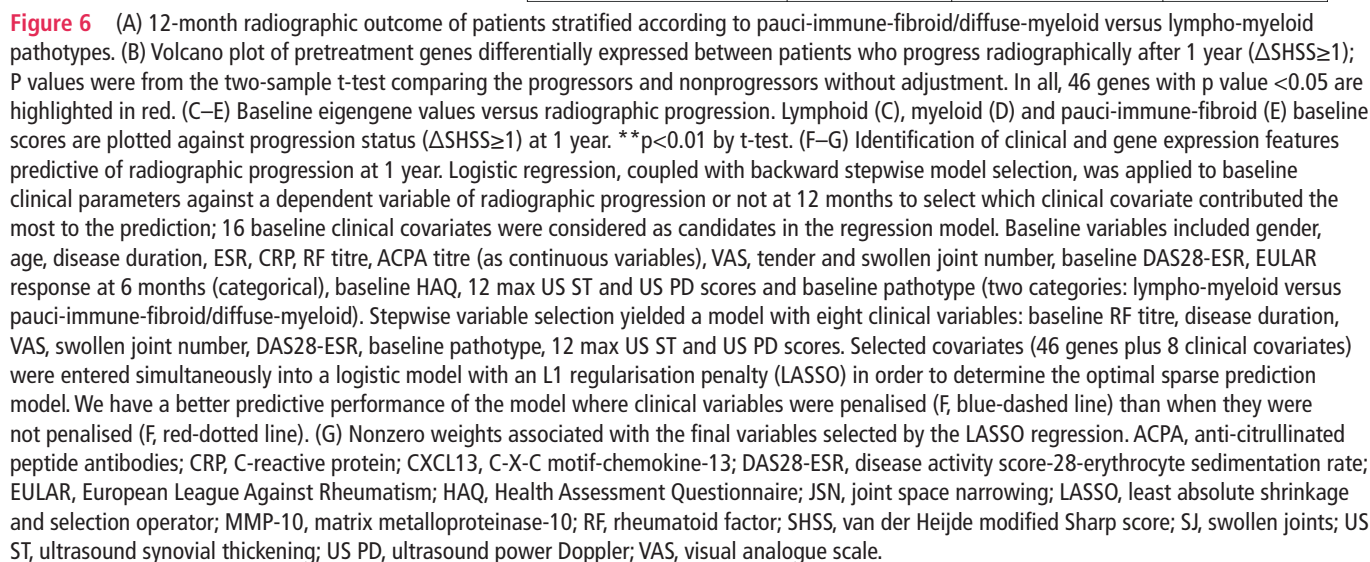 Figure 6 (A) 12-month radiographic outcome of patients stratified according to pauci-immune-fibroid/diffuse-myeloid versus lympho-myeloid
pathotypes. (B) Volcano plot of pretreatment genes differentially expressed between patients who progress radiographically after 1 year (ΔSHSS≥1);
P values were from the two-sample t-test comparing the progressors and nonprogressors without adjustment. In all, 46 genes with p value <0.05 are
highlighted in red. (C–E) Baseline eigengene values versus radiographic progression. Lymphoid (C), myeloid (D) and pauci-immune-fibroid (E) baseline
scores are plotted against progression status (ΔSHSS≥1) at 1 year. **p<0.01 by t-test. (F–G) Identification of clinical and gene expression features
predictive of radiographic progression at 1 year. Logistic regression, coupled with backward stepwise model selection, was applied to baseline
clinical parameters against a dependent variable of radiographic progression or not at 12 months to select which clinical covariate contributed the
most to the prediction; 16 baseline clinical covariates were considered as candidates in the regression model. Baseline variables included gender,
age, disease duration, ESR, CRP, RF titre, ACPA titre (as continuous variables), VAS, tender and swollen joint number, baseline DAS28-ESR, EULAR
response at 6 months (categorical), baseline HAQ, 12 max US ST and US PD scores and baseline pathotype (two categories: lympho-myeloid versus
pauci-immune-fibroid/diffuse-myeloid). Stepwise variable selection yielded a model with eight clinical variables: baseline RF titre, disease duration,
VAS, swollen joint number, DAS28-ESR, baseline pathotype, 12 max US ST and US PD scores. Selected covariates (46 genes plus 8 clinical covariates)
were entered simultaneously into a logistic model with an L1 regularisation penalty (LASSO) in order to determine the optimal sparse prediction
model. We have a better predictive performance of the model where clinical variables were penalised (F, blue-dashed line) than when they were
not penalised (F, red-dotted line). (G) Nonzero weights associated with the final variables selected by the LASSO regression. ACPA, anti-citrullinated
peptide antibodies; CRP, C-reactive protein; CXCL13, C-X-C motif-chemokine-13; DAS28-ESR, disease activity score-28-erythrocyte sedimentation rate;
EULAR, European League Against Rheumatism; HAQ, Health Assessment Questionnaire; JSN, joint space narrowing; LASSO, least absolute shrinkage
and selection operator; MMP-10, matrix metalloproteinase-10; RF, rheumatoid factor; SHSS, van der Heijde modified Sharp score; SJ, swollen joints; US
ST, ultrasound synovial thickening; US PD, ultrasound power Doppler; VAS, visual analogue scale.